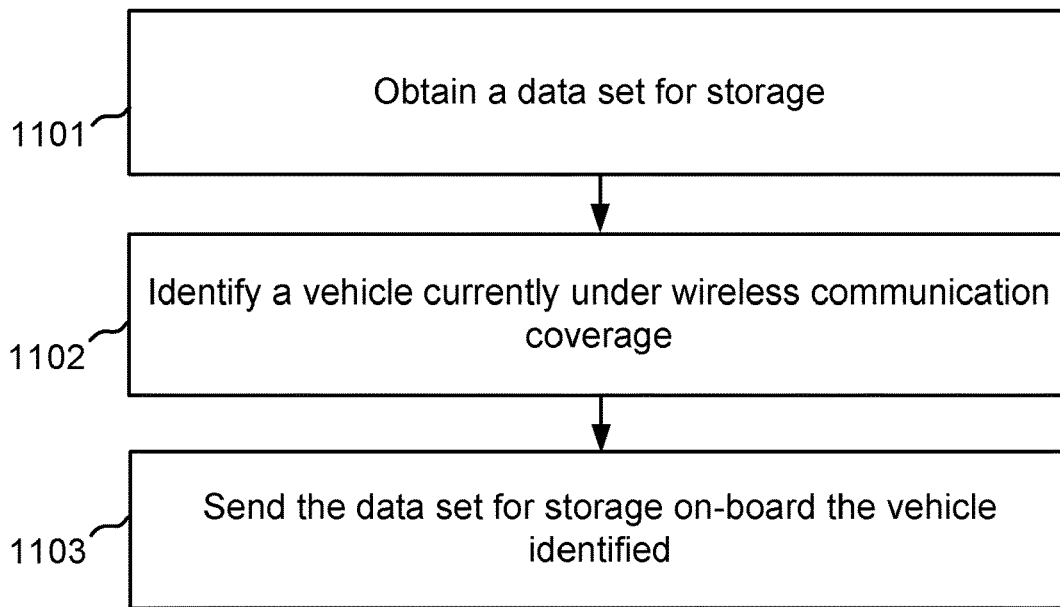 Obtain a data set for storage
1101
Identify a vehicle currently under wireless communication
coverage
1102
Send the data set for storage on-board the vehicle
identified
1103